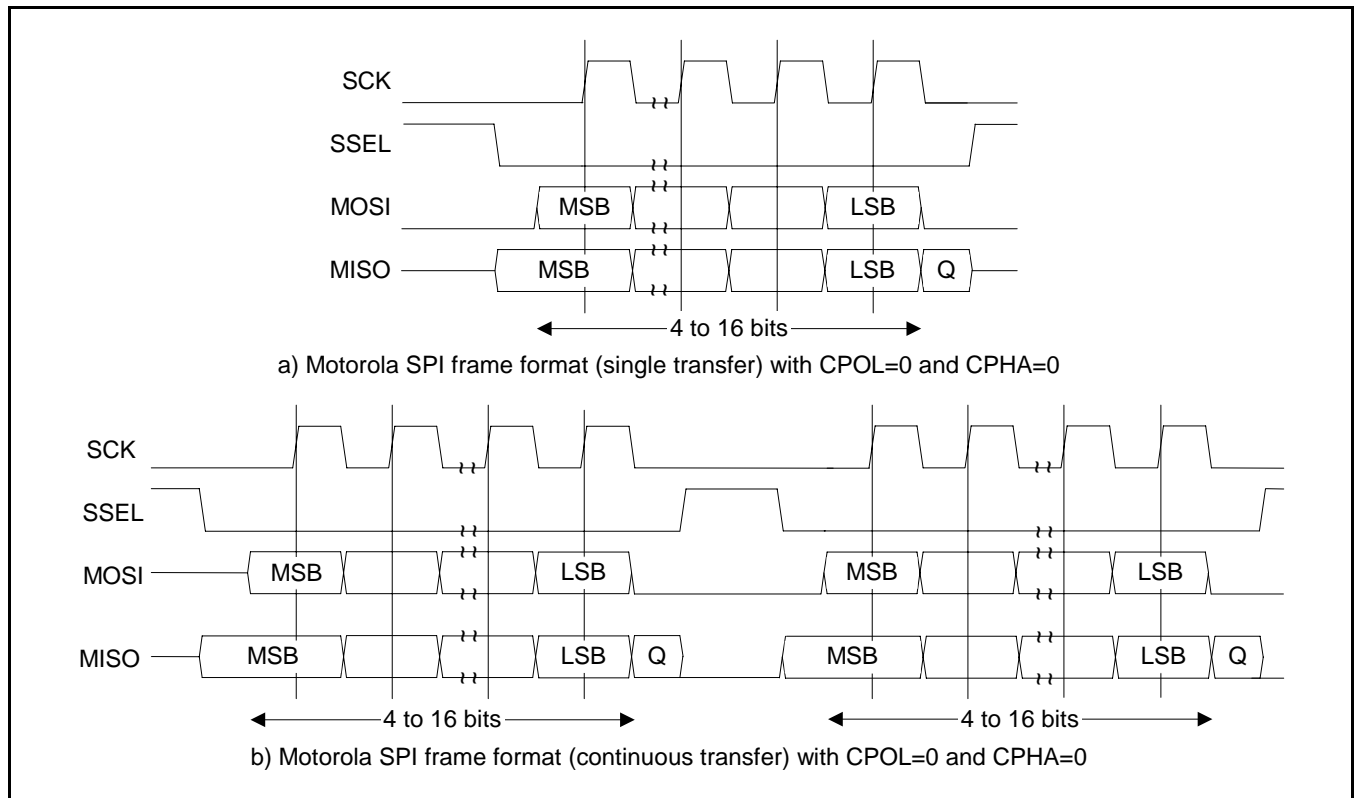 SCK
SSEL
MOSI MSB LSB
MISO MSB LSB Q
4 to 16 bits
a) Motorola SPI frame format (single transfer) with CPOL=0 and CPHA=0
SCK
SSEL
MOSI MSB LSB MSB LSB
MISO MSB LSB Q MSB LSB Q
4 to 16 bits 4 to 16 bits
b) Motorola SPI frame format (continuous transfer) with CPOL=0 and CPHA=0